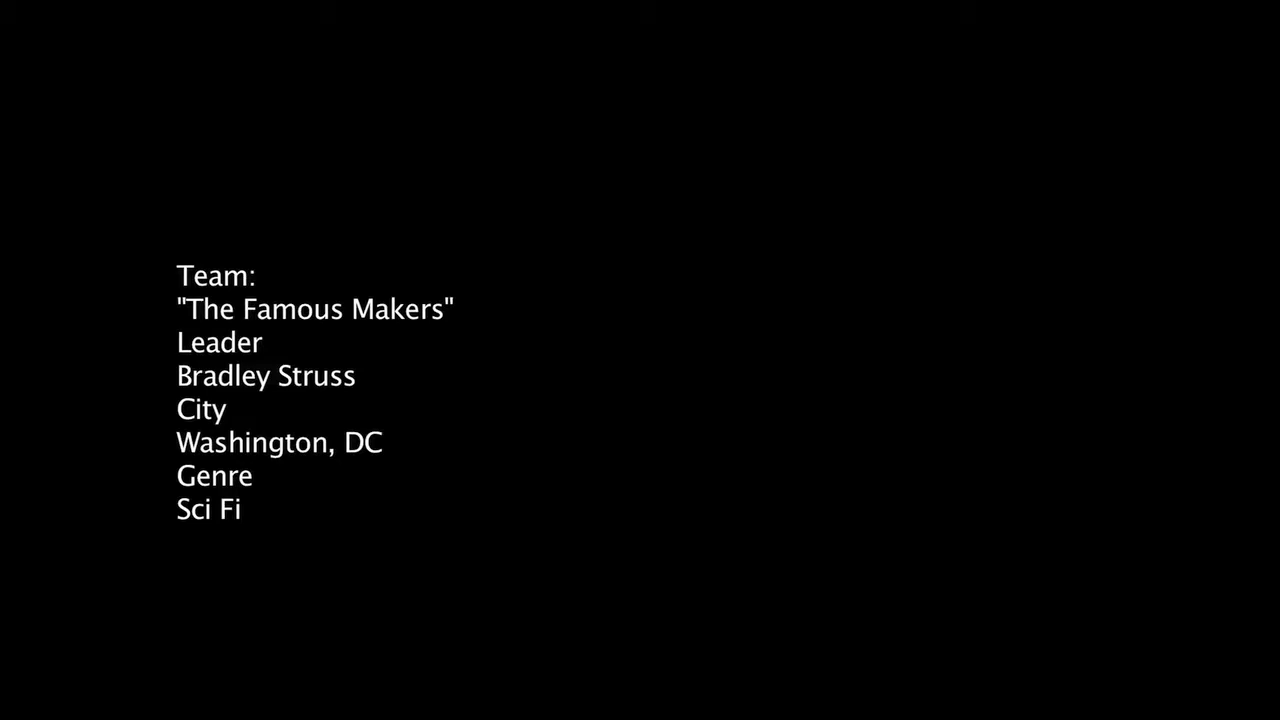 Team:
"The Famous Makers"
Leader
Bradley Struss
City
Washington, DC
Genre
Sci Fi